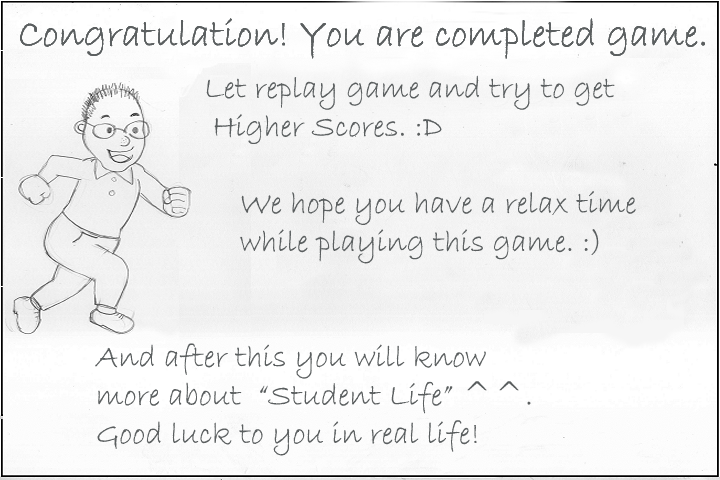 Congratulation! You are completed game.
Let replay game and try to get
Higher Scores. :D
We hope you have a relax time
while playing this game. :)
And after this you will know
more about “Student Life” ^ ^.
Good luck to you in real life!